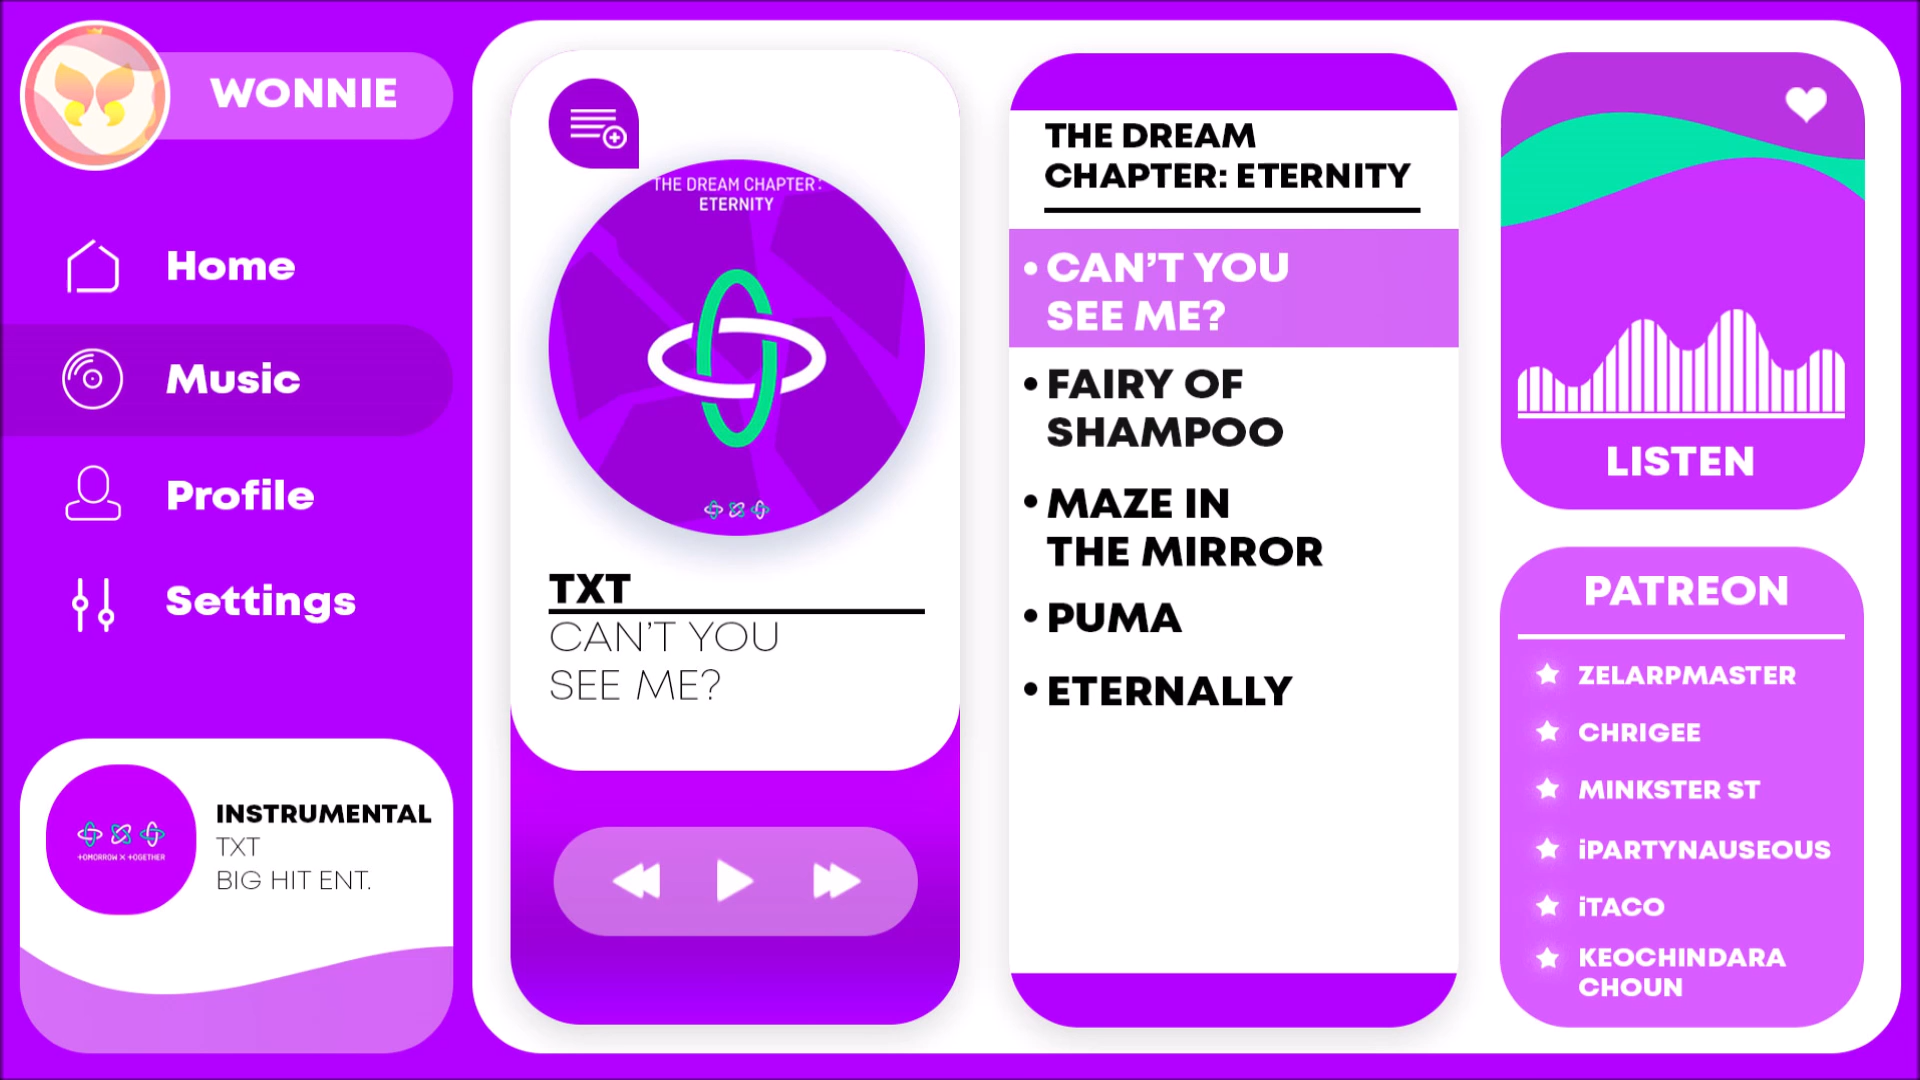 WONNIE
Home
Music
Profile
Settings
INSTRUMENTAL
TXT
BIG HIT ENT.
TOMORROW X TOGETHER
THE DREAM CHAPTER:
ETERNITY
TXT
CAN'T YOU
SEE ME?
THE DREAM
CHAPTER: ETERNITY
• CAN'T YOU
SEE ME?
• FAIRY OF
SHAMPOO
• MAZE IN
THE MIRROR
• PUMA
• ETERNALLY
LISTEN
PATREON
ZELARPMASTER
CHRIGEE
MINKSTER ST
iPARTYNAUSEOUS
iTACO
KEOCHINDARA
CHOUN